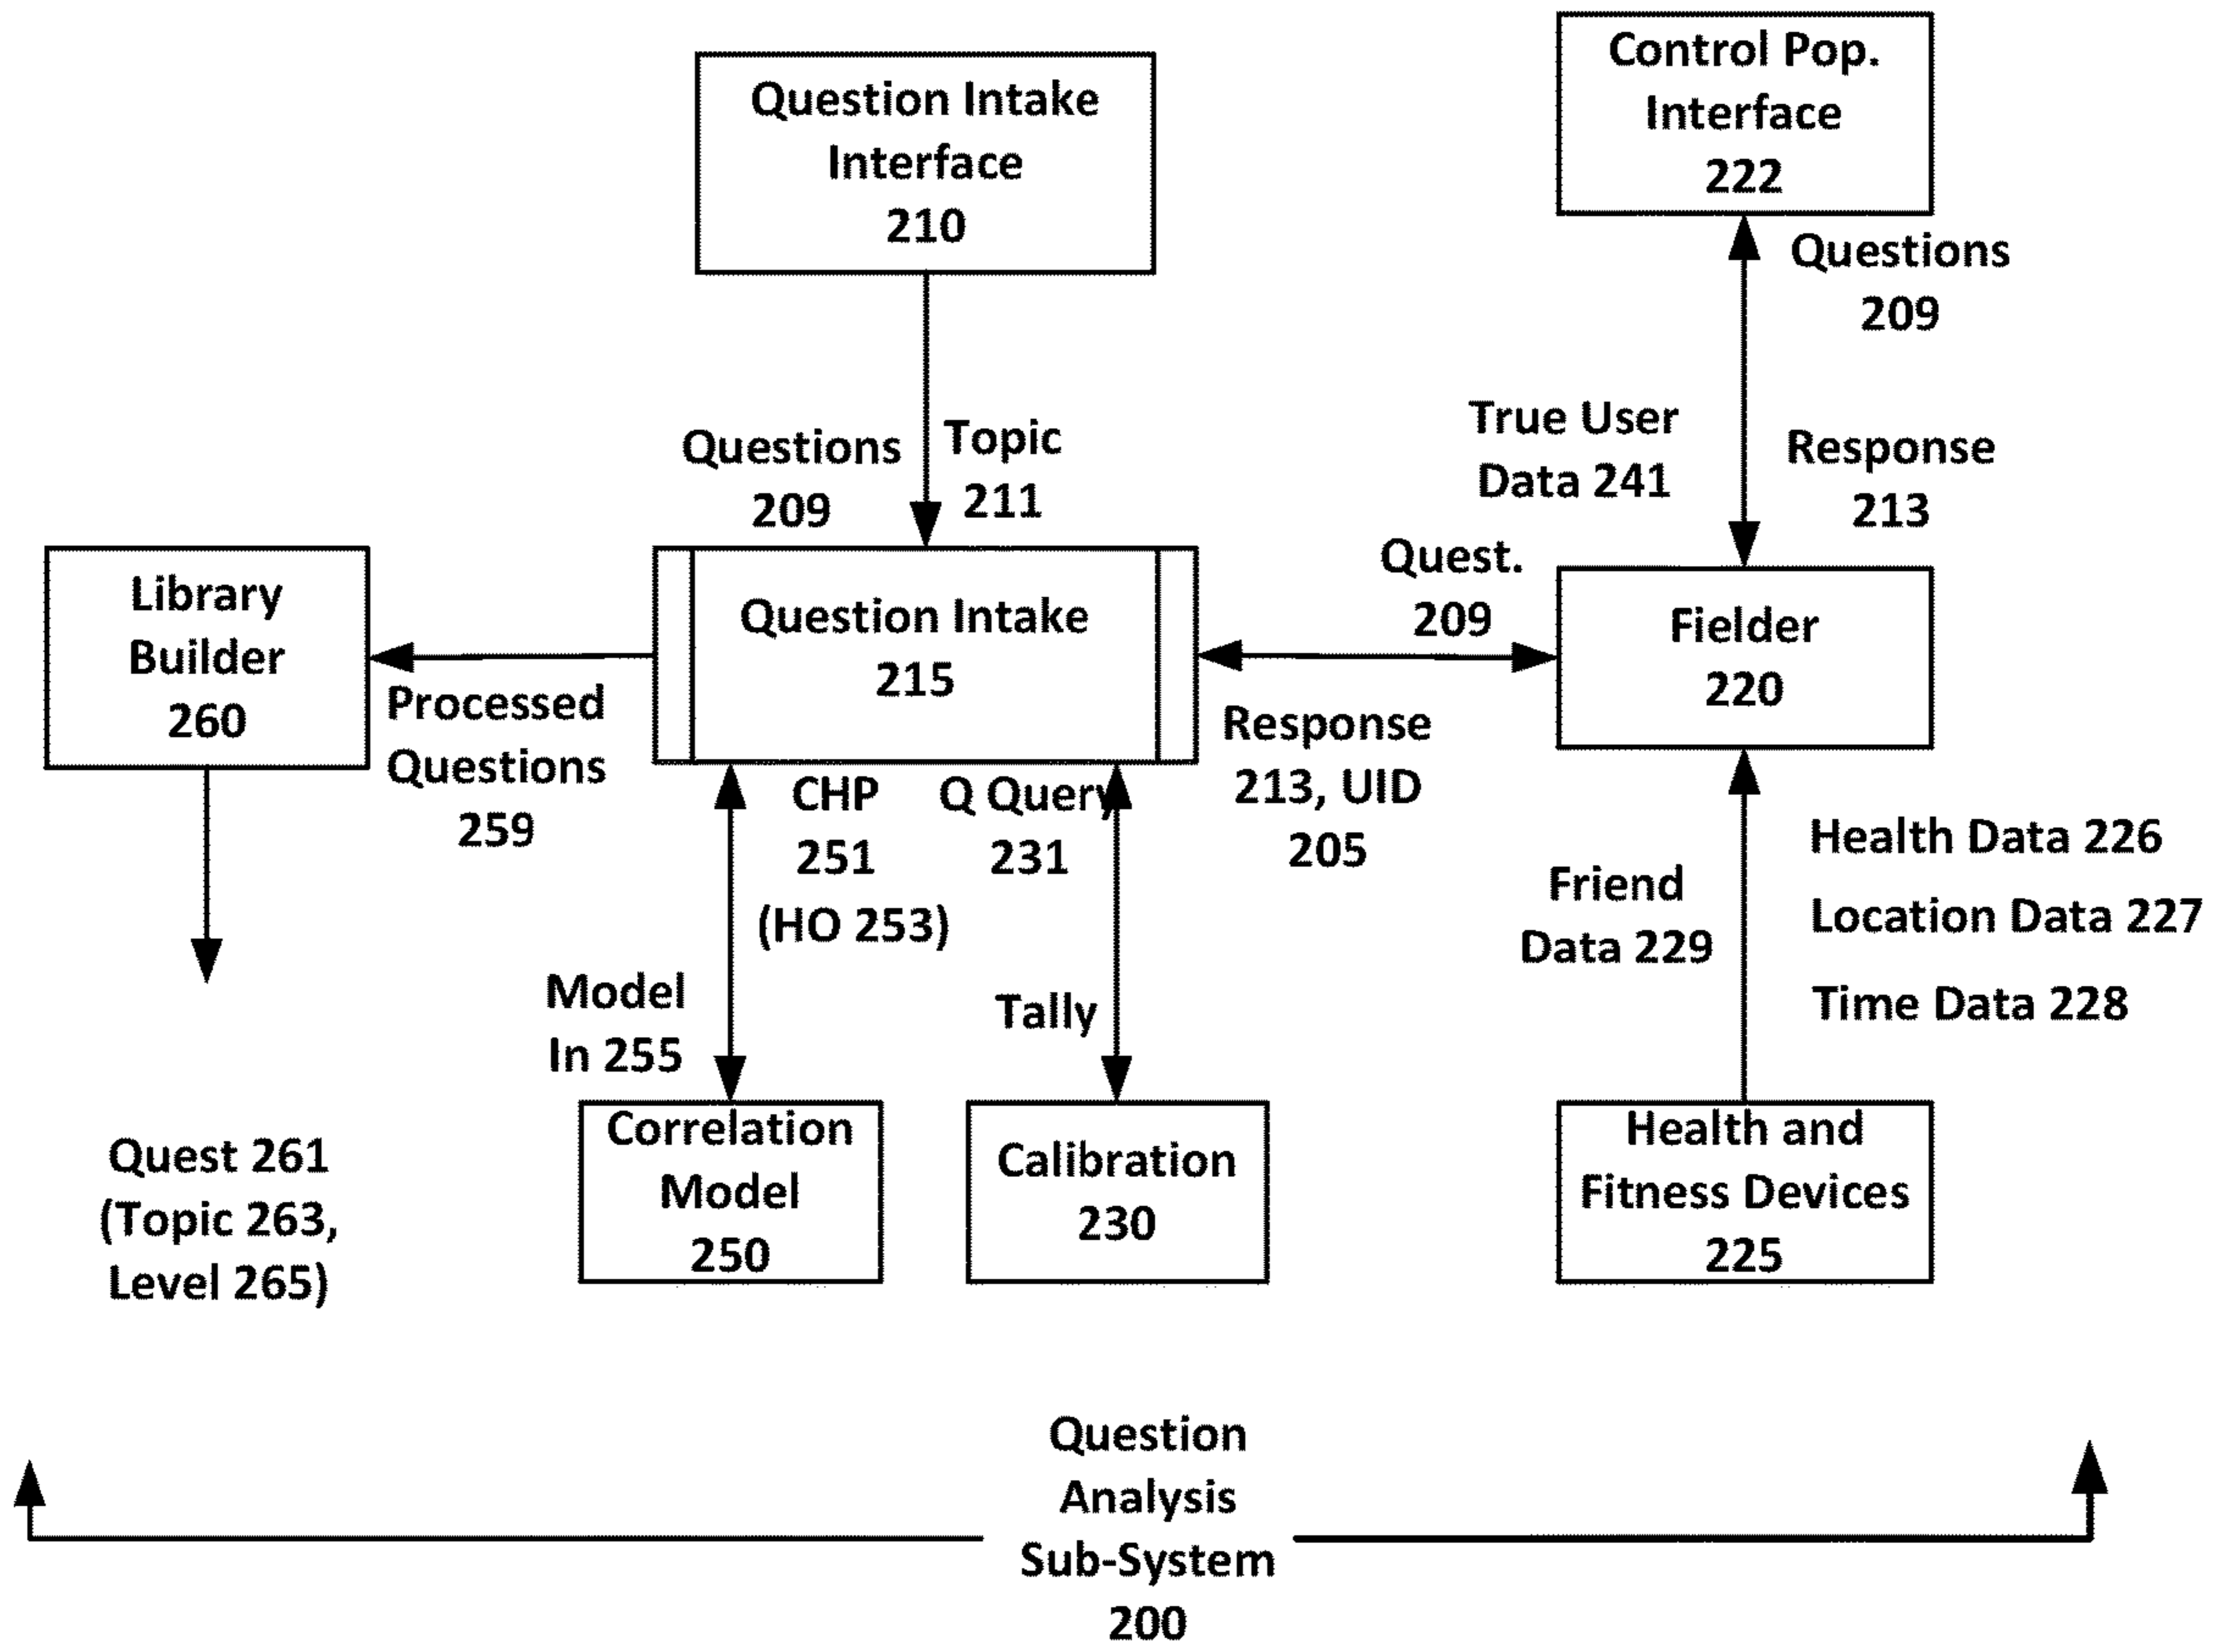 Question Intake
Interface
210
Control Pop.
Interface
222
Questions
209
Questions
209
Topic
211
True User
Data 241
Response
213
Library
Builder
260
Question Intake
215
Quest.
209
Fielder
220
Processed
Questions
259
CHP
251
(HO 253)
Q Query
231
Response
213, UID
205
Health Data 226
Location Data 227
Time Data 228
Friend
Data 229
Model
In 255
Tally
Quest 261
(Topic 263,
Level 265)
Correlation
Model
250
Calibration
230
Health and
Fitness Devices
225
Question
Analysis
Sub-System
200